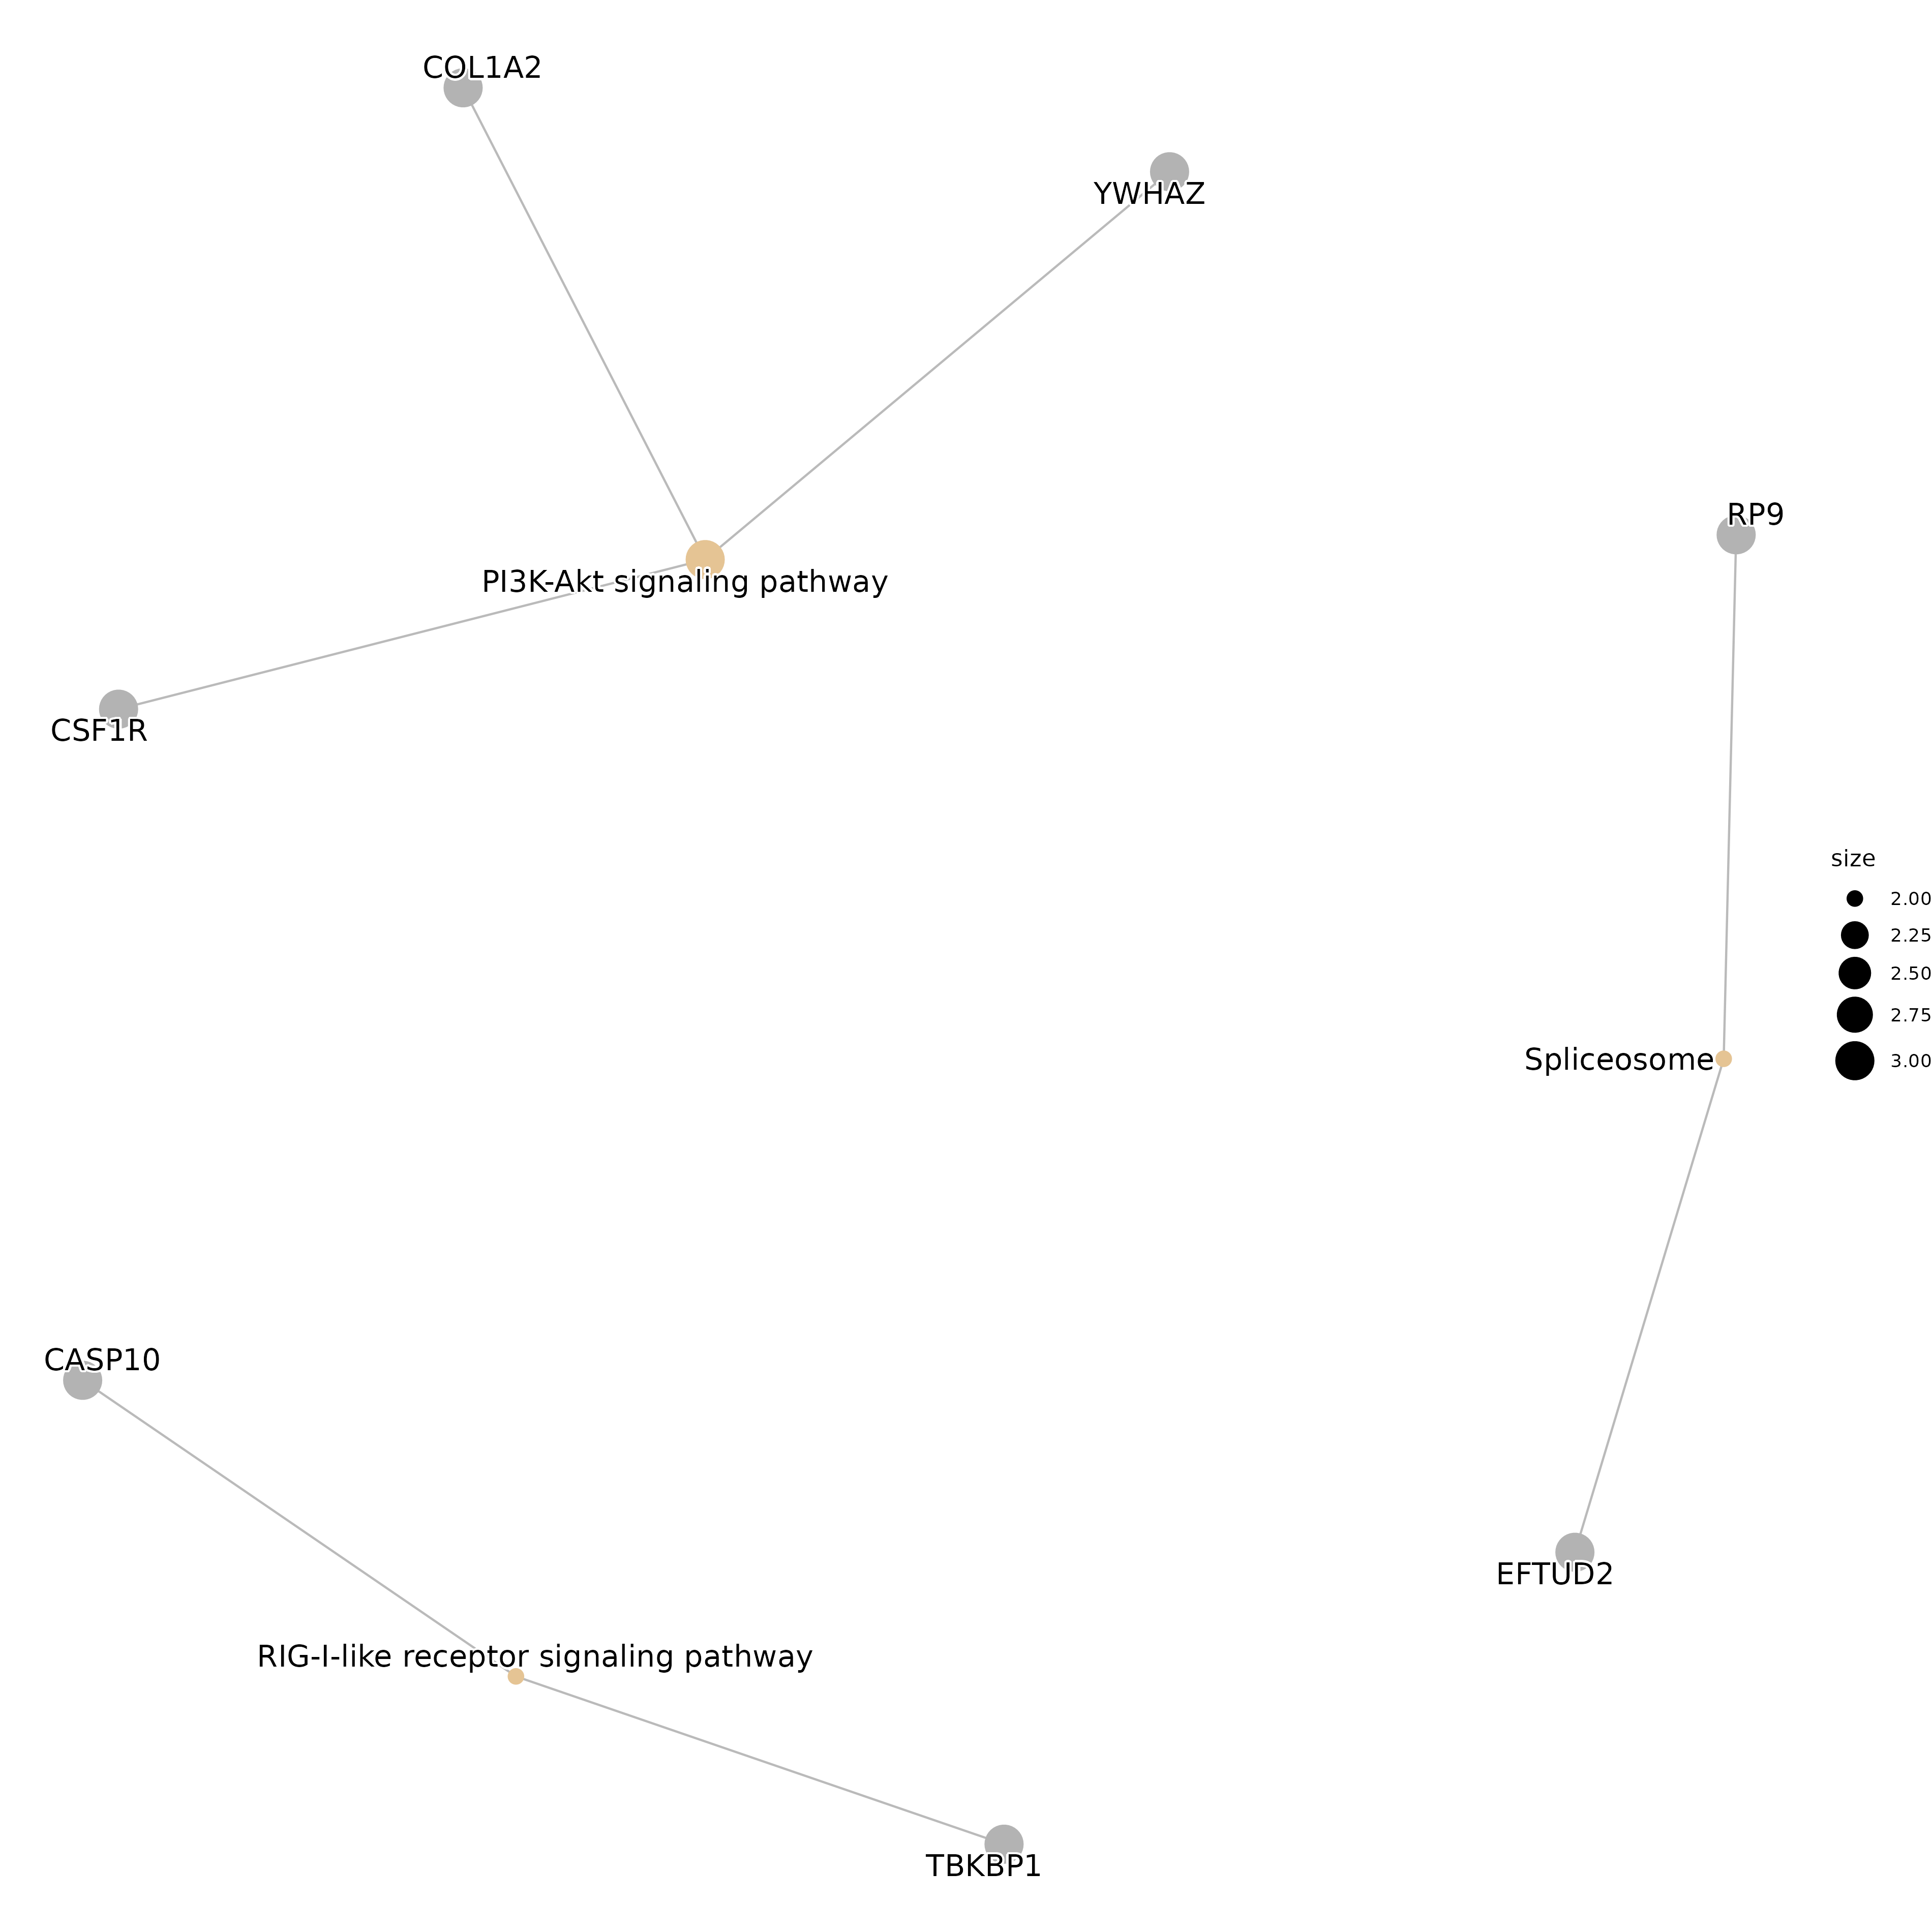 COL1A2
YWHAZ
RP9
PI3K-Akt signaling pathway
CSF1R
size
2.00
2.25
2.50
2.75
3.00
Spliceosome
CASP10
EFTUD2
RIG-I-like receptor signaling pathway
TBKBP1